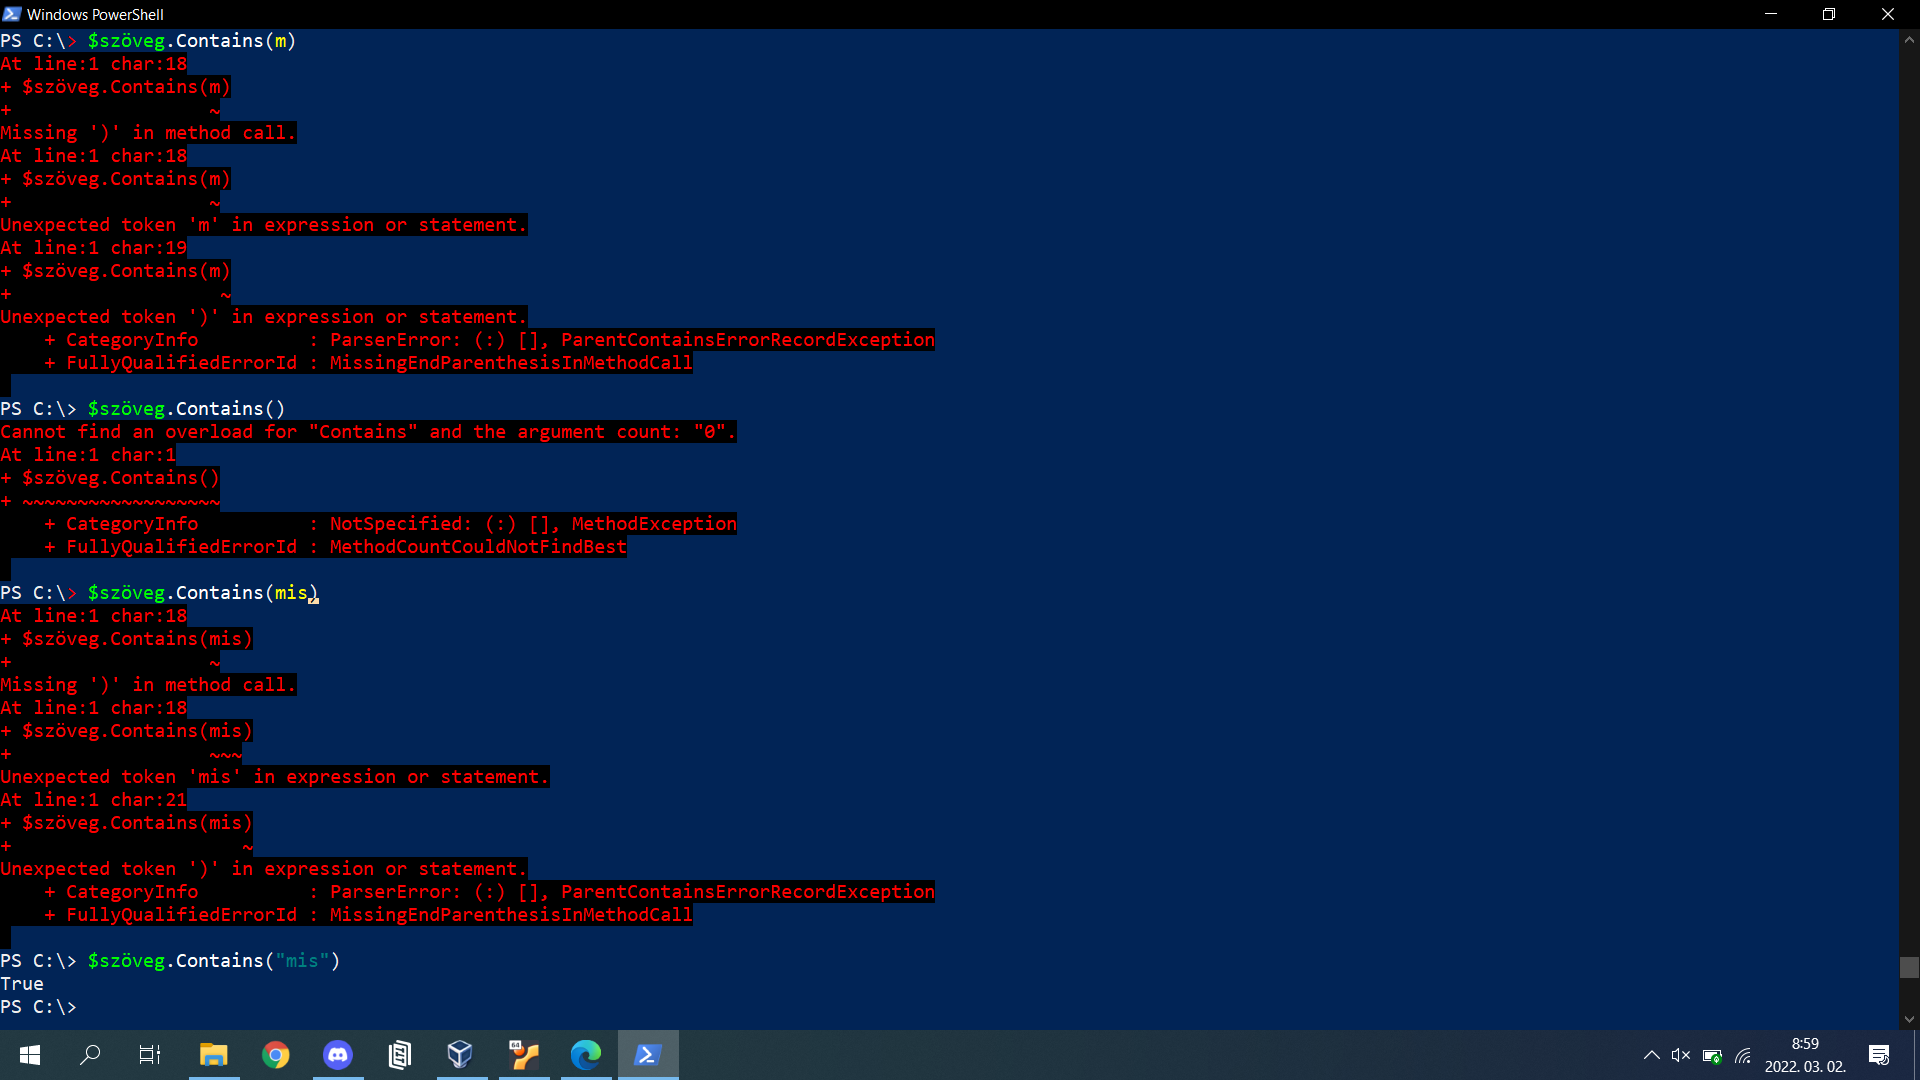 Windows PowerShell
PS C:\> $szöveg.Contains(m)
At line:1 char:18
+ $szöveg.Contains(m)
+                  ~
Missing ')' in method call.
At line:1 char:18
+ $szöveg.Contains(m)
+                  ~
Unexpected token 'm' in expression or statement.
At line:1 char:19
+ $szöveg.Contains(m)
+                   ~
Unexpected token ')' in expression or statement.
    + CategoryInfo          : ParserError: (:) [], ParentContainsErrorRecordException
    + FullyQualifiedErrorId : MissingEndParenthesisInMethodCall
PS C:\> $szöveg.Contains()
Cannot find an overload for "Contains" and the argument count: "0".
At line:1 char:1
+ $szöveg.Contains()
+ ~~~~~~~~~~~~~~~~~~
    + CategoryInfo          : NotSpecified: (:) [], MethodException
    + FullyQualifiedErrorId : MethodCountCouldNotFindBest
PS C:\> $szöveg.Contains(mis)
At line:1 char:18
+ $szöveg.Contains(mis)
+                  ~
Missing ')' in method call.
At line:1 char:18
+ $szöveg.Contains(mis)
+                  ~~~
Unexpected token 'mis' in expression or statement.
At line:1 char:21
+ $szöveg.Contains(mis)
+                     ~
Unexpected token ')' in expression or statement.
    + CategoryInfo          : ParserError: (:) [], ParentContainsErrorRecordException
    + FullyQualifiedErrorId : MissingEndParenthesisInMethodCall
PS C:\> $szöveg.Contains("mis")
True
PS C:\>
64
8:59
2022. 03. 02.